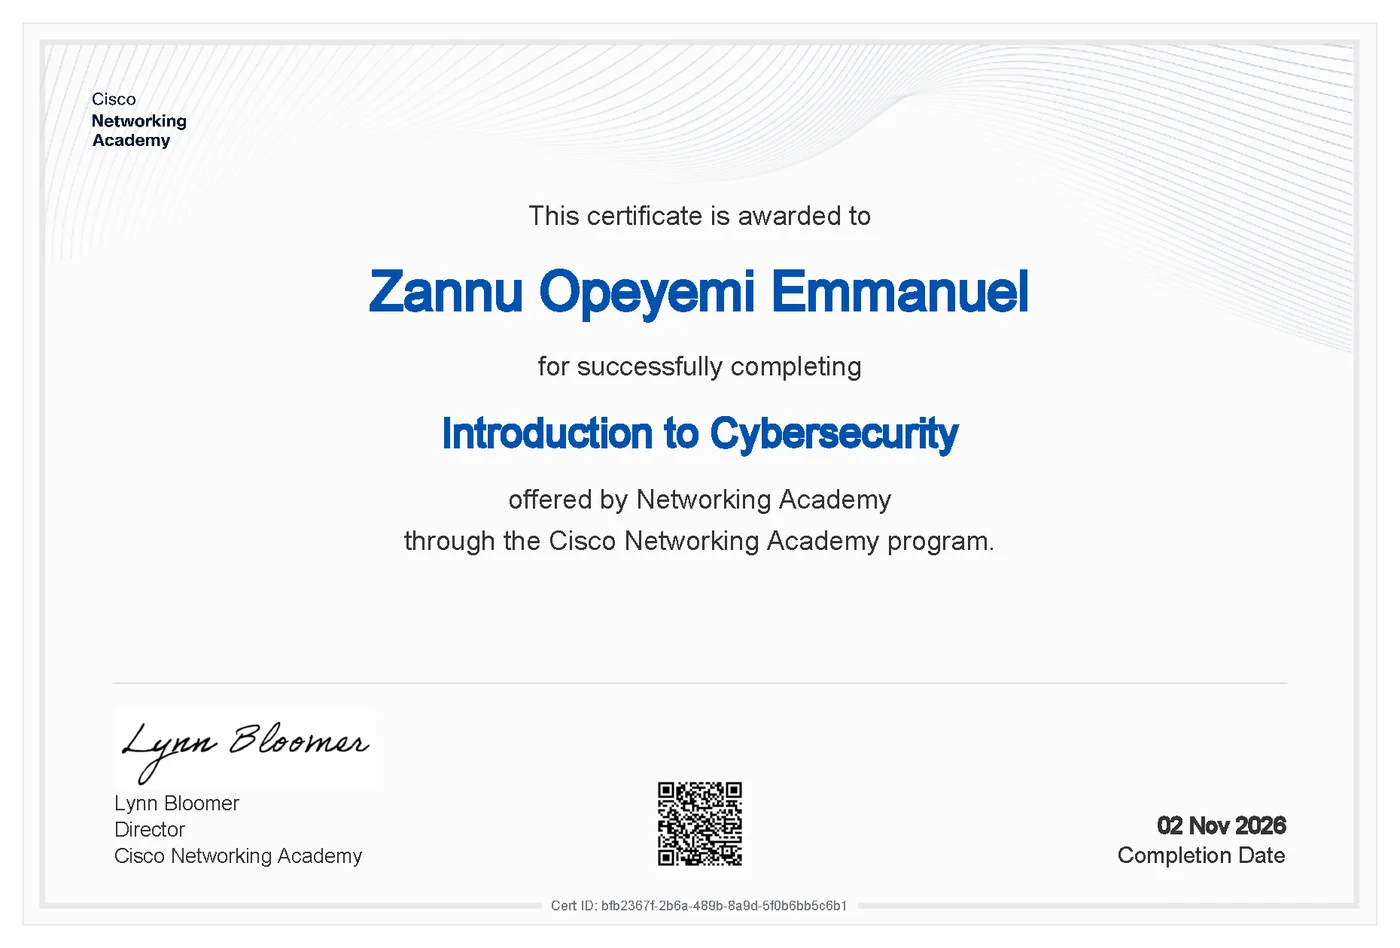 Cisco
Networking
Academy
This certificate is awarded to
Zannu Opeyemi Emmanuel
for successfully completing
Introduction to Cybersecurity
offered by Networking Academy
through the Cisco Networking Academy program.
Lynn Bloomer
Lynn Bloomer
Director
Cisco Networking Academy
02 Nov 2026
Completion Date
Cert ID: bfb2367f-2b6a-489b-8a9d-5f0b6bb5c6b1